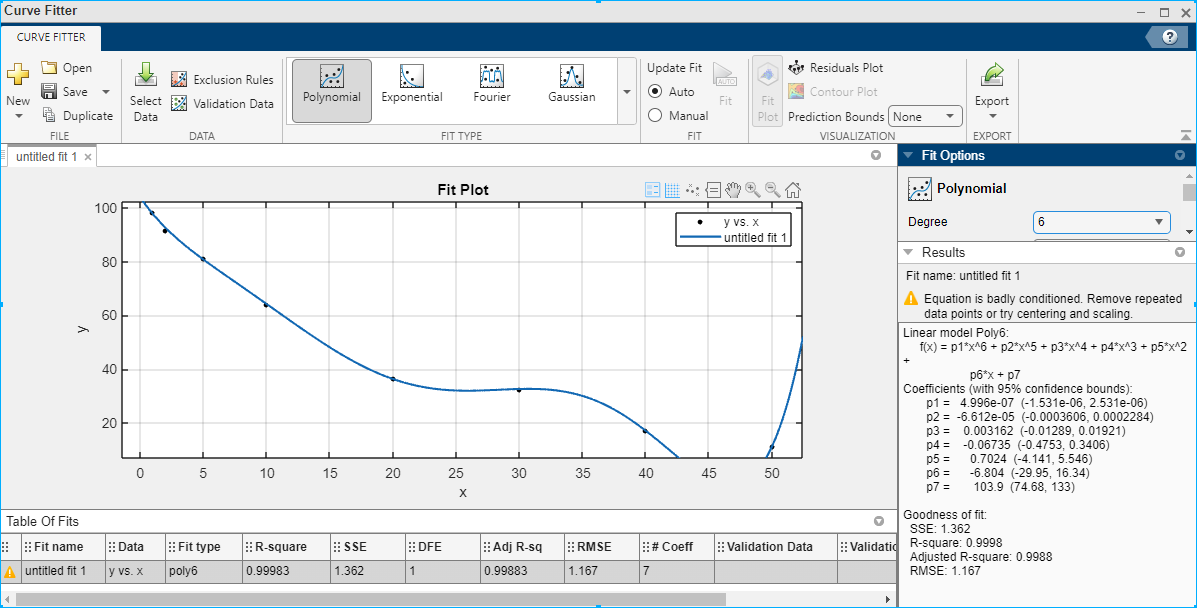 Curve Fitter
CURVE FITTER
New
Open
Save
Duplicate
FILE
Select
Data
Exclusion Rules
Validation Data
DATA
Polynomial
Exponential
Fourier
Gaussian
FIT TYPE
Update Fit
Auto
Manual
AUTO
Fit
FIT
Fit
Plot
Residuals Plot
Contour Plot
Prediction Bounds None
VISUALIZATION
Export
EXPORT
untitled fit 1
Fit Plot
y vs. x
untitled fit 1
100
80
60
40
20
y
0 5 10 15 20 25 30 35 40 45 50
x
Table Of Fits
Fit name Data Fit type R-square SSE DFE Adj R-sq RMSE # Coeff Validation Data Validatio
untitled fit 1 y vs. x poly6 0.99983 1.362 1 0.99883 1.167 7
Fit Options
Polynomial
Degree 6
Results
Fit name: untitled fit 1
Equation is badly conditioned. Remove repeated
data points or try centering and scaling.
Linear model Poly6:
f(x) = p1*x^6 + p2*x^5 + p3*x^4 + p4*x^3 + p5*x^2
+
p6*x + p7
Coefficients (with 95% confidence bounds):
p1 = 4.996e-07 (-1.531e-06, 2.531e-06)
p2 = -6.612e-05 (-0.0003606, 0.0002284)
p3 = 0.003162 (-0.01289, 0.01921)
p4 = -0.06735 (-0.4753, 0.3406)
p5 = 0.7024 (-4.141, 5.546)
p6 = -6.804 (-29.95, 16.34)
p7 = 103.9 (74.68, 133)
Goodness of fit:
SSE: 1.362
R-square: 0.9998
Adjusted R-square: 0.9988
RMSE: 1.167